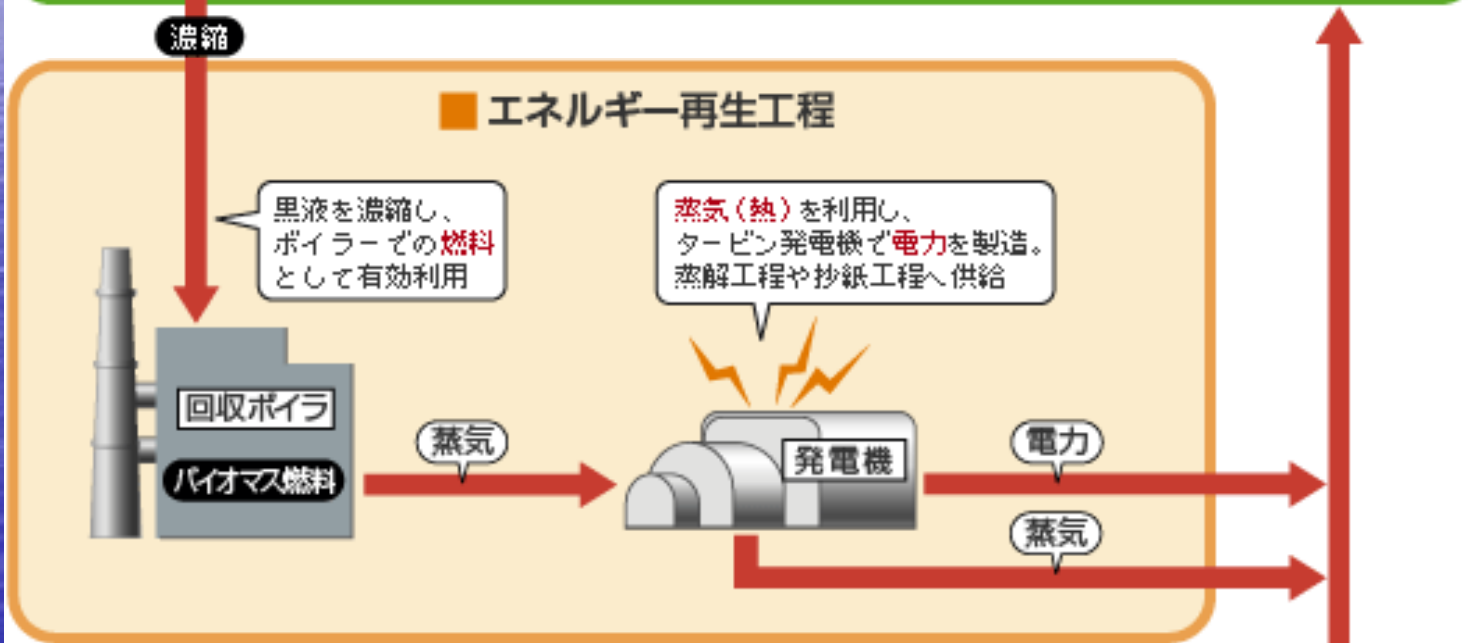 濃縮
エネルギー再生工程
黒液を濃縮し、
ボイラーでの燃料
として有効利用
蒸気(熱)を利用し、
タービン発電機で電力を製造。
蒸解工程や抄紙工程へ供給
回収ボイラ
バイオマス燃料
蒸気
発電機
電力
蒸気